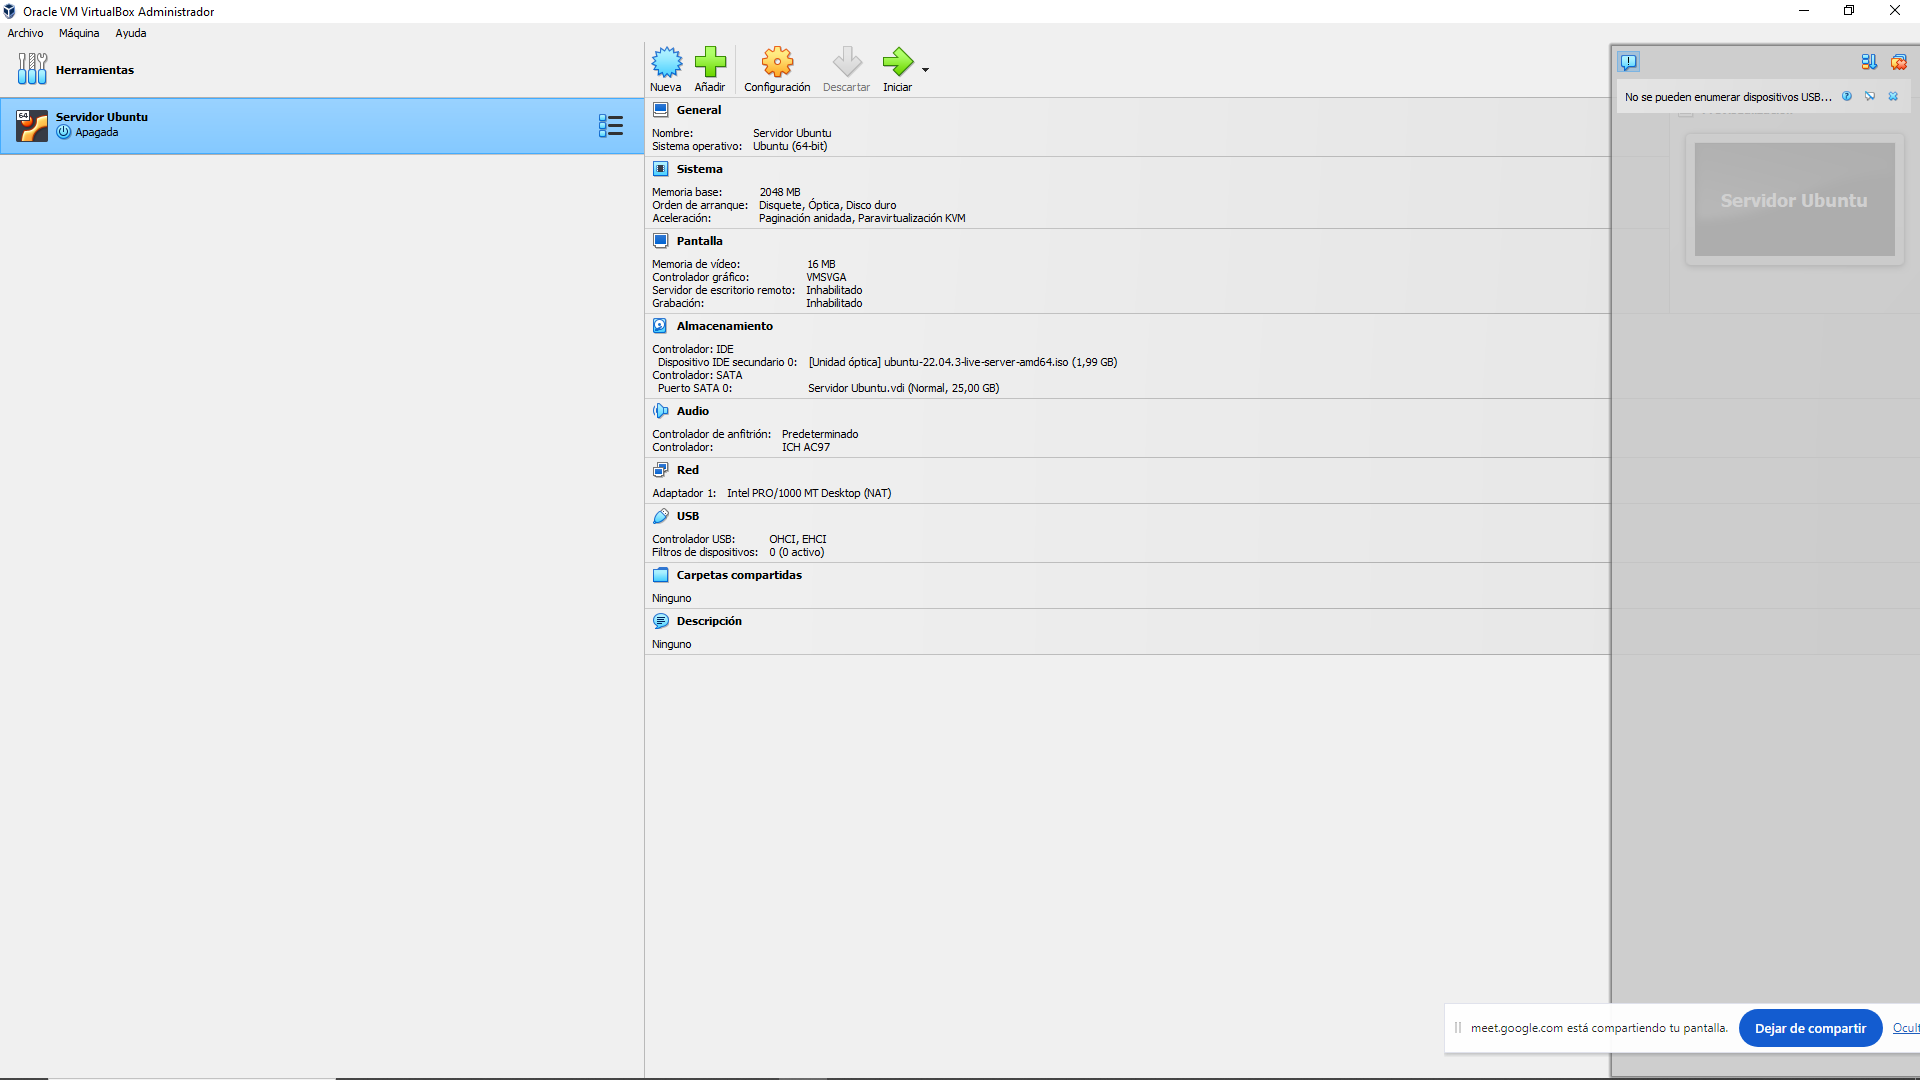 Oracle VM VirtualBox Administrador
Archivo Máquina Ayuda
Herramientas
64
Servidor Ubuntu
Apagada
Nueva Añadir Configuración Descartar Iniciar
General
Nombre: Servidor Ubuntu
Sistema operativo: Ubuntu (64-bit)
Sistema
Memoria base: 2048 MB
Orden de arranque: Disquete, Óptica, Disco duro
Aceleración: Paginación anidada, Paravirtualización KVM
Pantalla
Memoria de vídeo: 16 MB
Controlador gráfico: VMSVGA
Servidor de escritorio remoto: Inhabilitado
Grabación: Inhabilitado
Almacenamiento
Controlador: IDE
Dispositivo IDE secundario 0: [Unidad óptica] ubuntu-22.04.3-live-server-amd64.iso (1,99 GB)
Controlador: SATA
Puerto SATA 0: Servidor Ubuntu.vdi (Normal, 25,00 GB)
Audio
Controlador de anfitrión: Predeterminado
Controlador: ICH AC97
Red
Adaptador 1: Intel PRO/1000 MT Desktop (NAT)
USB
Controlador USB: OHCI, EHCI
Filtros de dispositivos: 0 (0 activo)
Carpetas compartidas
Ninguno
Descripción
Ninguno
No se pueden enumerar dispositivos USB...
Servidor Ubuntu
meet.google.com está compartiendo tu pantalla. Dejar de compartir Ocult